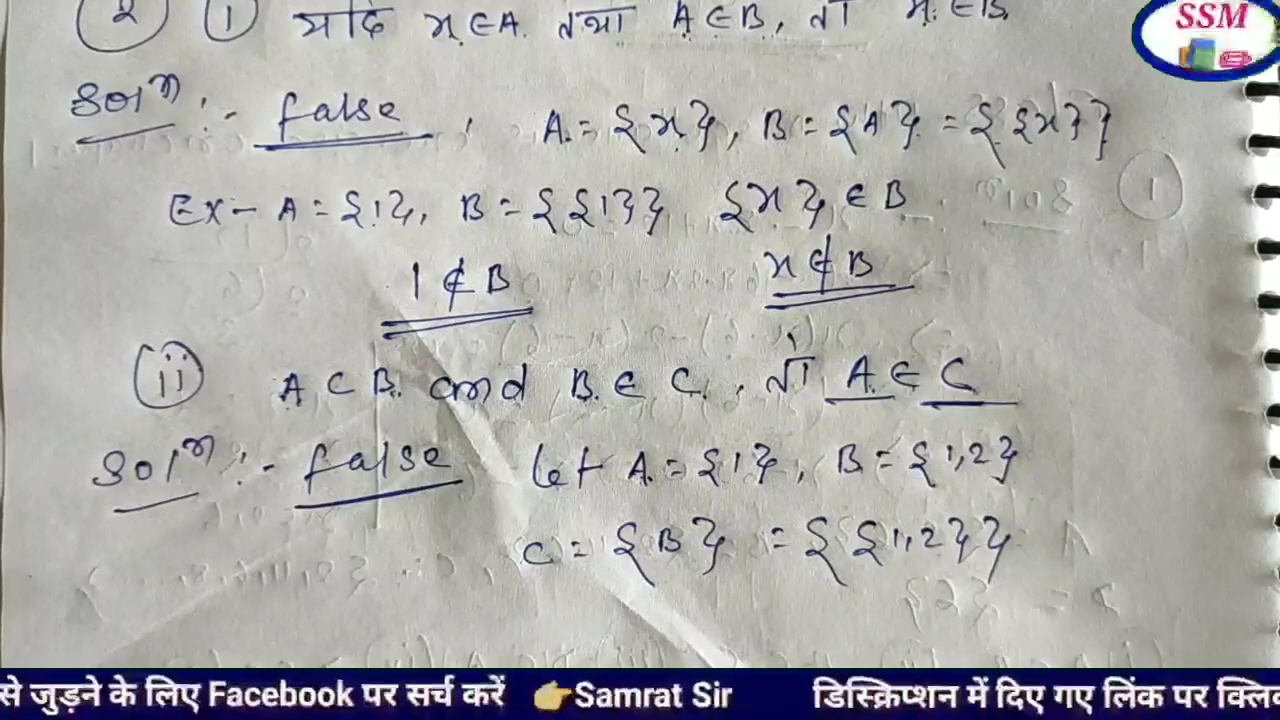 2 (i) यदि x ∈ A तथा A ∈ B, तो x ∈ B.
SSM
Solⁿ :- false, A = {x}, B = {A} = {{x}}
Ex- A = {1}, B = {{1}} {x} ∈ B
1 ∉ B x ∉ B
(ii) A ⊂ B and B ∈ C, तो A ∈ C
Solⁿ :- false let A = {1}, B = {1,2}
C = {B} = {{1,2}}
से जुड़ने के लिए Facebook पर सर्च करें 👉Samrat Sir डिस्क्रिप्शन में दिए गए लिंक पर क्लि